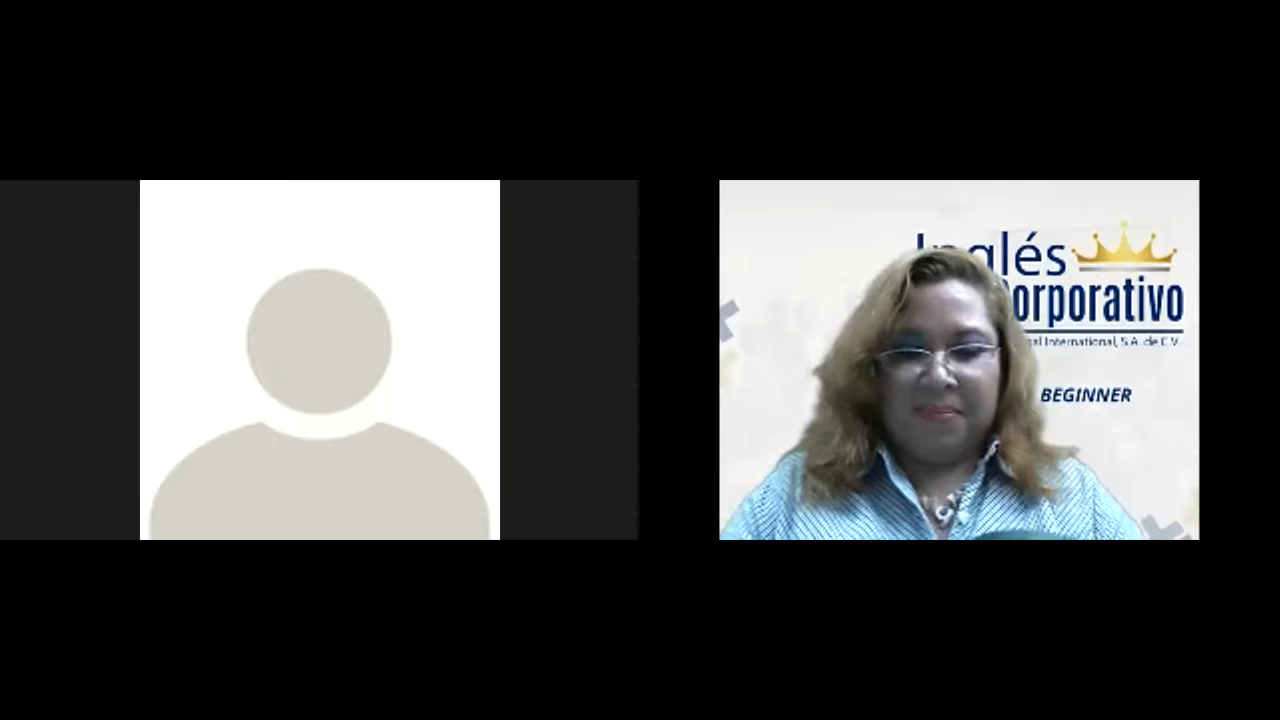 Inglés
Corporativo
International, S.A. de C.V.
BEGINNER